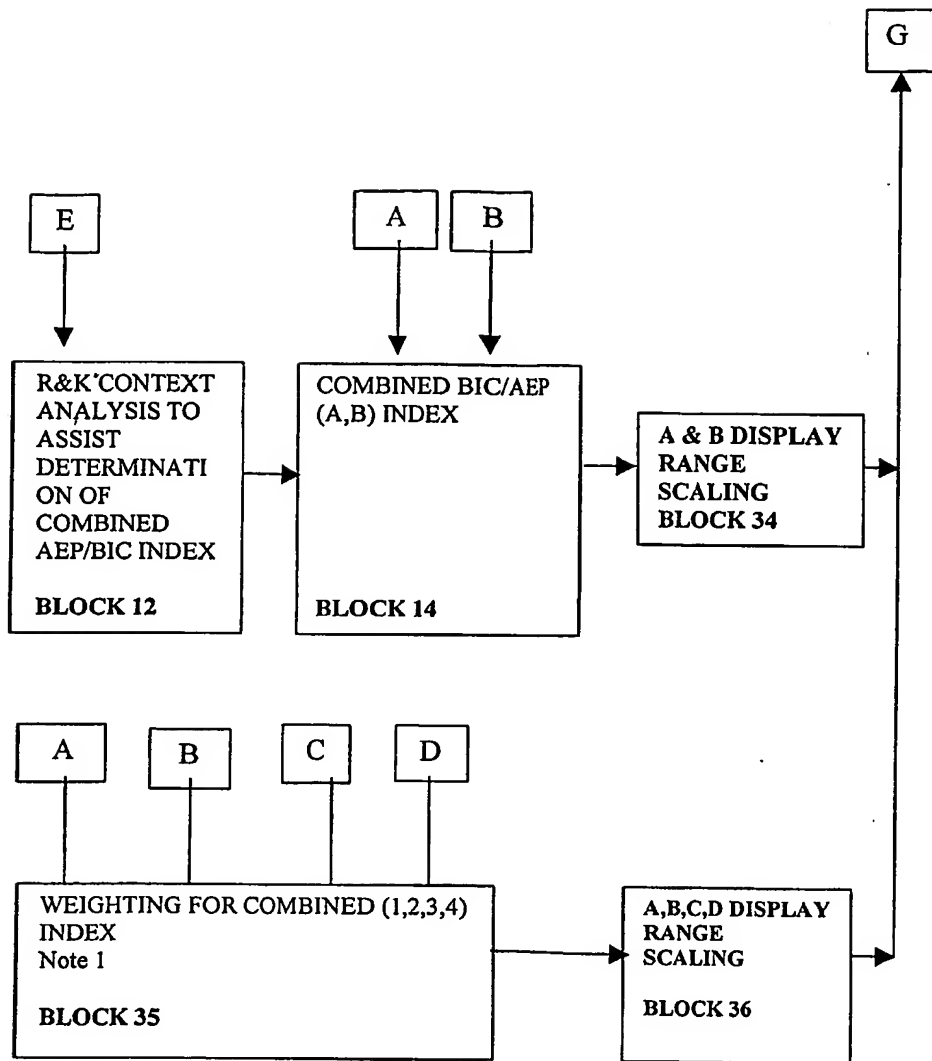 G
E
A
B
R&K CONTEXT
ANALYSIS TO
ASSIST
DETERMINATI
ON OF
COMBINED
AEP/BIC INDEX
BLOCK 12
COMBINED BIC/AEP
(A,B) INDEX
BLOCK 14
A & B DISPLAY
RANGE
SCALING
BLOCK 34
A
B
C
D
WEIGHTING FOR COMBINED (1,2,3,4)
INDEX
Note 1
BLOCK 35
A,B,C,D DISPLAY
RANGE
SCALING
BLOCK 36